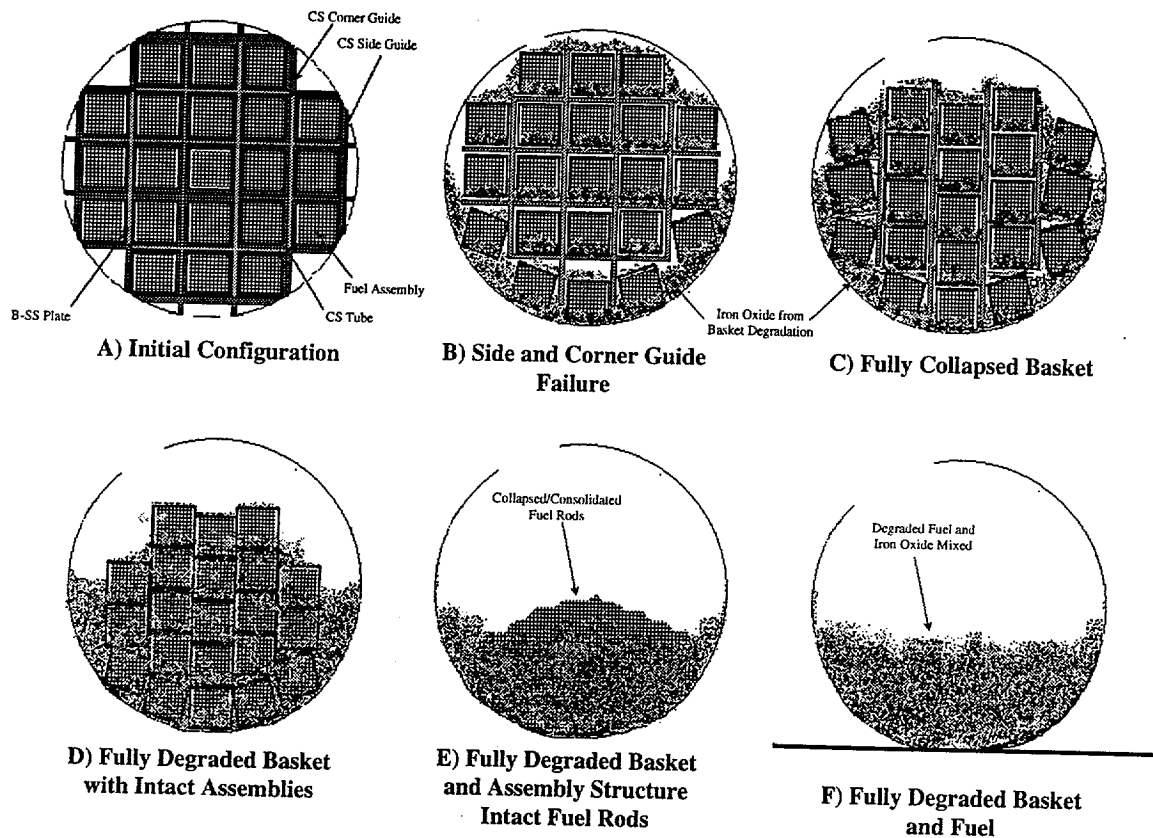 CS Corner Guide
CS Side Guide
Fuel Assembly
B-SS Plate
CS Tube
A) Initial Configuration
Iron Oxide from
Basket Degradation
B) Side and Corner Guide
Failure
C) Fully Collapsed Basket
Collapsed/Consolidated
Fuel Rods
Degraded Fuel and
Iron Oxide Mixed
D) Fully Degraded Basket
with Intact Assemblies
E) Fully Degraded Basket
and Assembly Structure
Intact Fuel Rods
F) Fully Degraded Basket
and Fuel